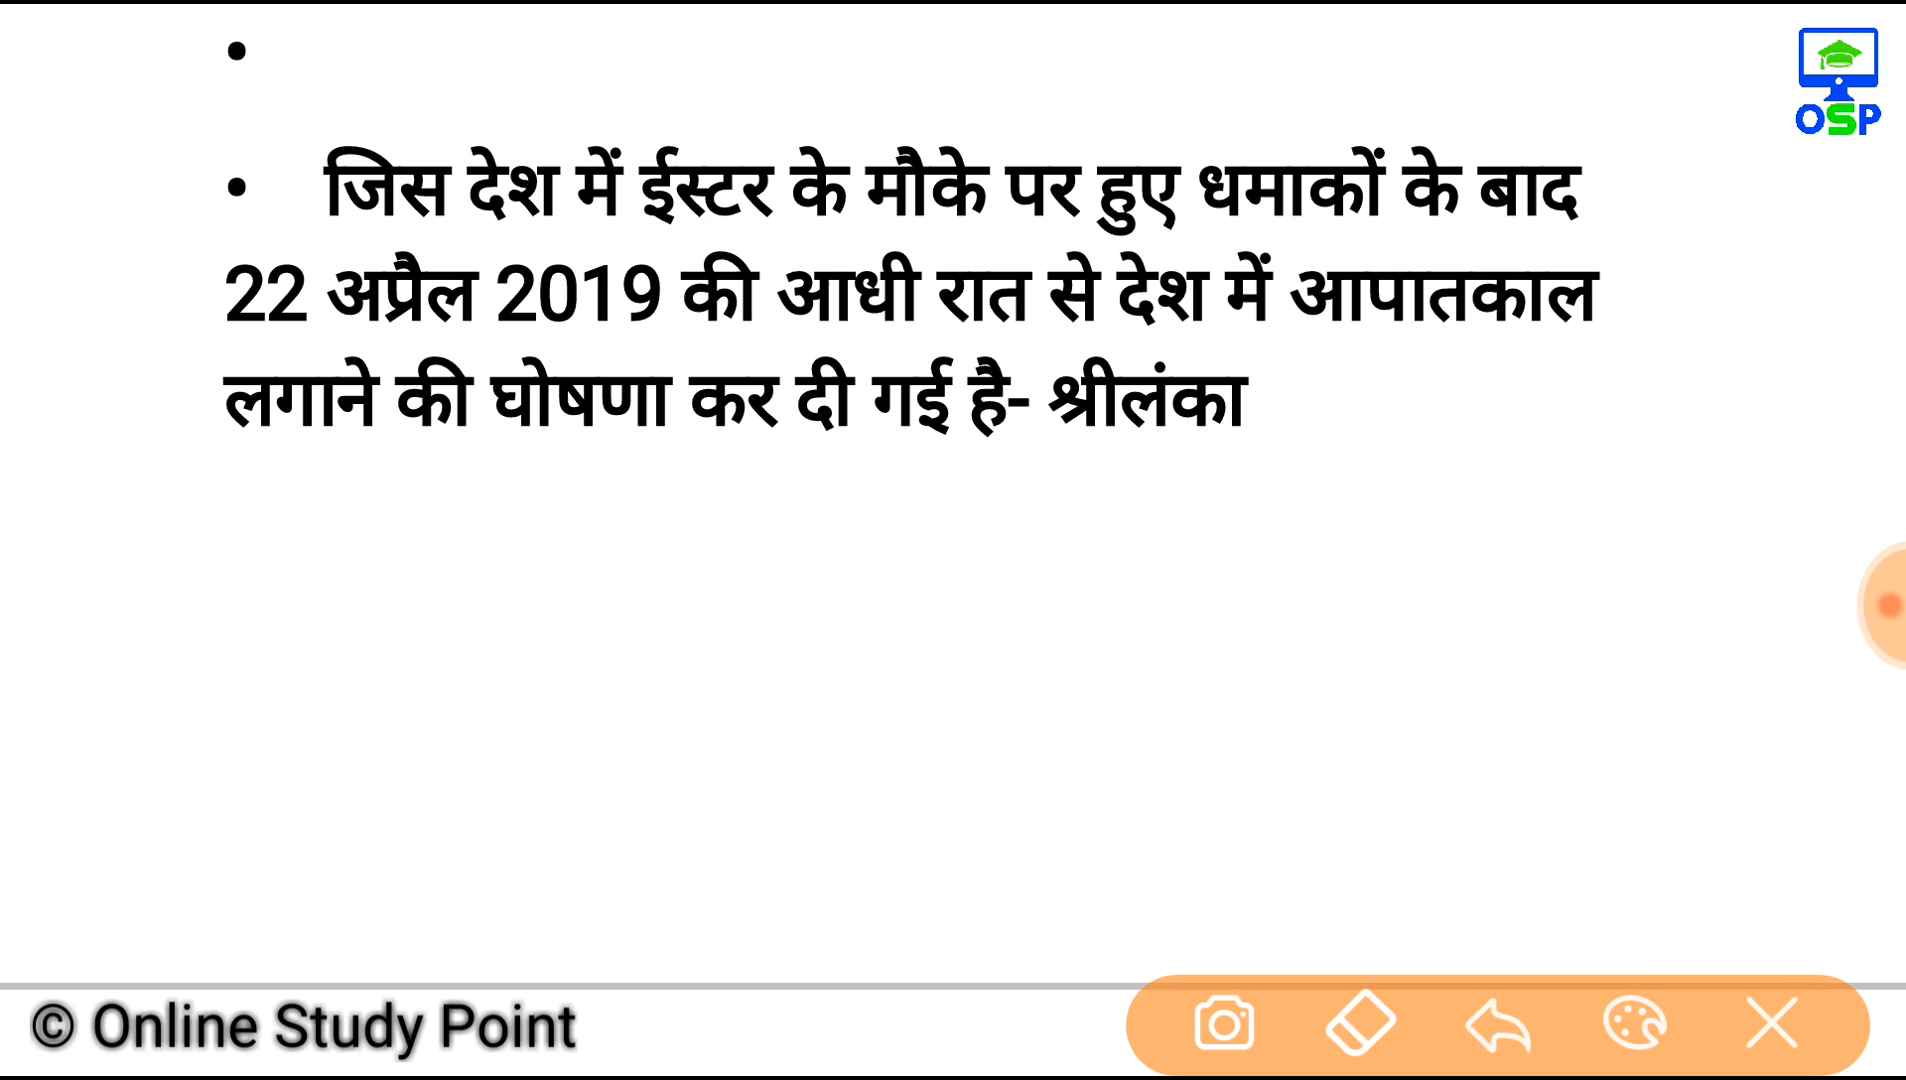 •
OSP
• जिस देश में ईस्टर के मौके पर हुए धमाकों के बाद
22 अप्रैल 2019 की आधी रात से देश में आपातकाल
लगाने की घोषणा कर दी गई है- श्रीलंका
© Online Study Point